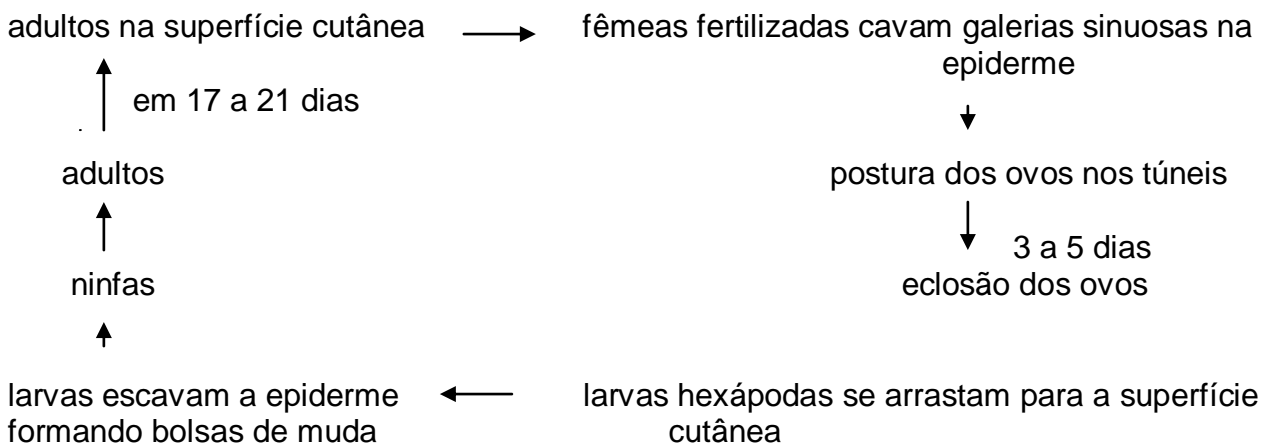 adultos na superfície cutânea
fêmeas fertilizadas cavam galerias sinuosas na
epiderme
em 17 a 21 dias
adultos
postura dos ovos nos túneis
3 a 5 dias
ninfas
eclosão dos ovos
larvas escavam a epiderme
formando bolsas de muda
larvas hexápodas se arrastam para a superfície
cutânea